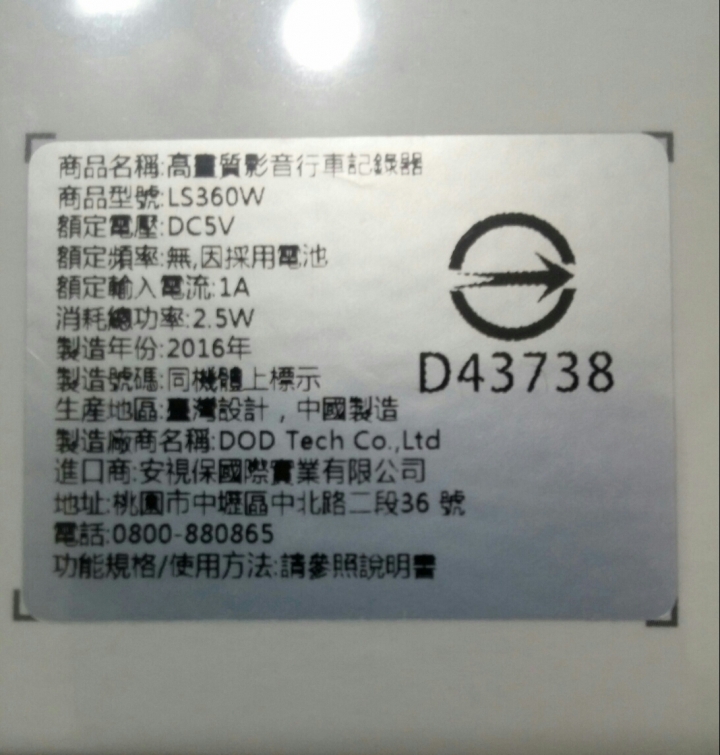 商品名稱:高畫質影音行車記錄器
商品型號:LS360W
額定電壓:DC5V
額定頻率:無,因採用電池
額定輸入電流:1A
消耗總功率:2.5W
製造年份:2016年
製造號碼:同機體上標示
D43738
生產地區:臺灣設計，中國製造
製造廠商名稱:DOD Tech Co.,Ltd
進口商:安視保國際實業有限公司
地址:桃園市中壢區中北路二段36 號
電話:0800-880865
功能規格/使用方法:請參照說明書